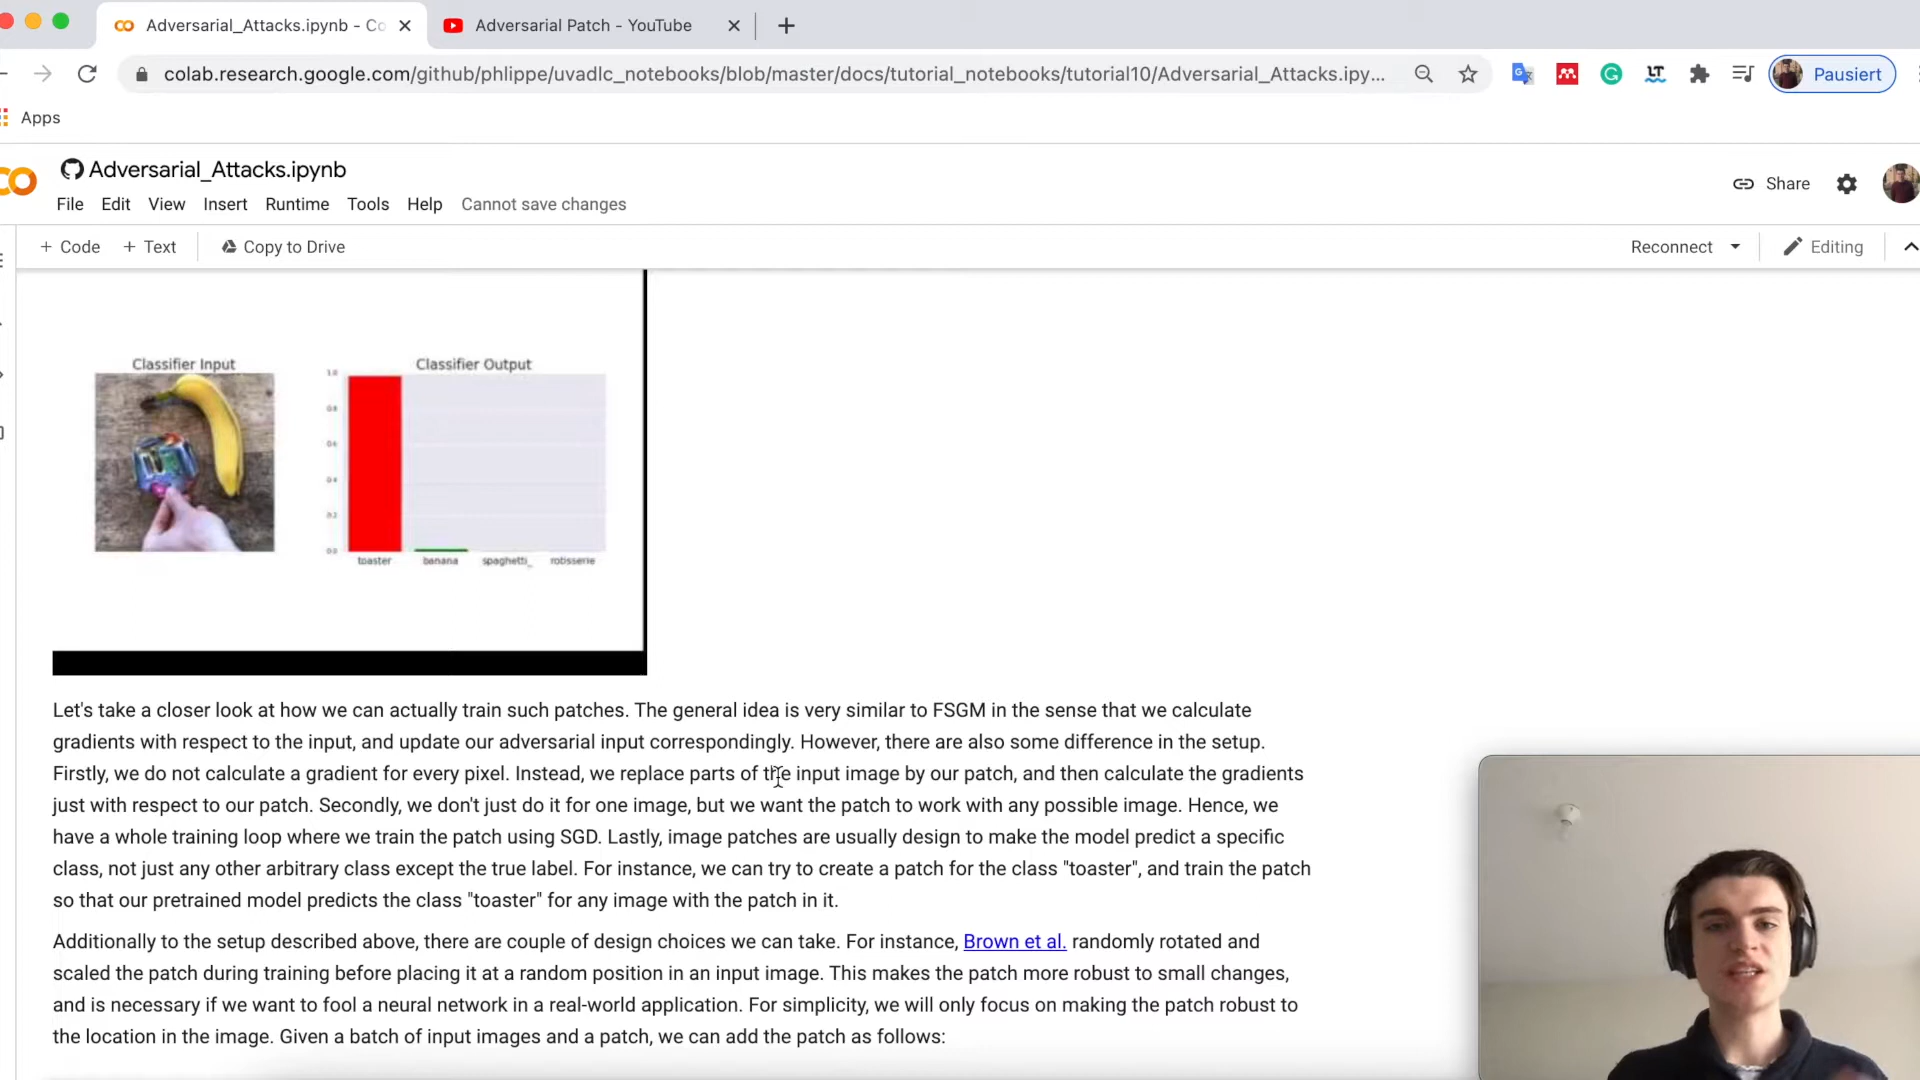 Adversarial_Attacks.ipynb - Co
Adversarial Patch - YouTube
colab.research.google.com/github/phlippe/uvadlc_notebooks/blob/master/docs/tutorial_notebooks/tutorial10/Adversarial_Attacks.ipy...
Pausiert
Apps
Adversarial_Attacks.ipynb
File Edit View Insert Runtime Tools Help Cannot save changes
Share
+ Code + Text Copy to Drive
Reconnect
Editing
Classifier Input
Classifier Output
1.0
0.8
0.6
0.4
0.2
0.0
toaster banana spaghetti_ rotisserie
Let's take a closer look at how we can actually train such patches. The general idea is very similar to FSGM in the sense that we calculate
gradients with respect to the input, and update our adversarial input correspondingly. However, there are also some difference in the setup.
Firstly, we do not calculate a gradient for every pixel. Instead, we replace parts of the input image by our patch, and then calculate the gradients
just with respect to our patch. Secondly, we don't just do it for one image, but we want the patch to work with any possible image. Hence, we
have a whole training loop where we train the patch using SGD. Lastly, image patches are usually design to make the model predict a specific
class, not just any other arbitrary class except the true label. For instance, we can try to create a patch for the class "toaster", and train the patch
so that our pretrained model predicts the class "toaster" for any image with the patch in it.
Additionally to the setup described above, there are couple of design choices we can take. For instance, Brown et al. randomly rotated and
scaled the patch during training before placing it at a random position in an input image. This makes the patch more robust to small changes,
and is necessary if we want to fool a neural network in a real-world application. For simplicity, we will only focus on making the patch robust to
the location in the image. Given a batch of input images and a patch, we can add the patch as follows: